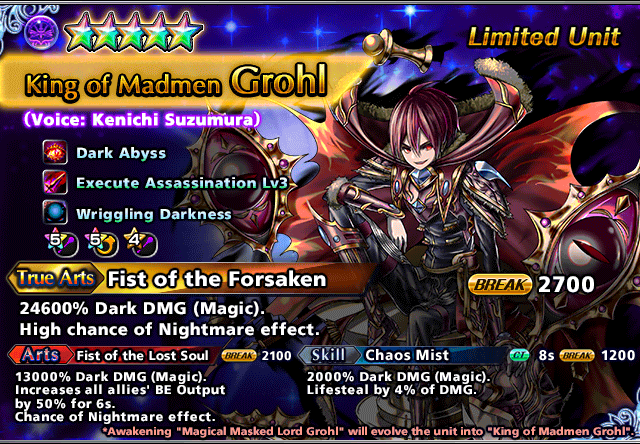 Limited Unit
King of Madmen Grohl
(Voice: Kenichi Suzumura)
Dark Abyss
Execute Assassination Lv3
Wriggling Darkness
5 5 4
True Arts Fist of the Forsaken BREAK 2700
24600% Dark DMG (Magic).
High chance of Nightmare effect.
Arts Fist of the Lost Soul BREAK 2100
13000% Dark DMG (Magic).
Increases all allies' BE Output
by 50% for 6s.
Chance of Nightmare effect.
Skill Chaos Mist CT 8s BREAK 1200
2000% Dark DMG (Magic).
Lifesteal by 4% of DMG.
*Awakening "Magical Masked Lord Grohl" will evolve the unit into "King of Madmen Grohl".